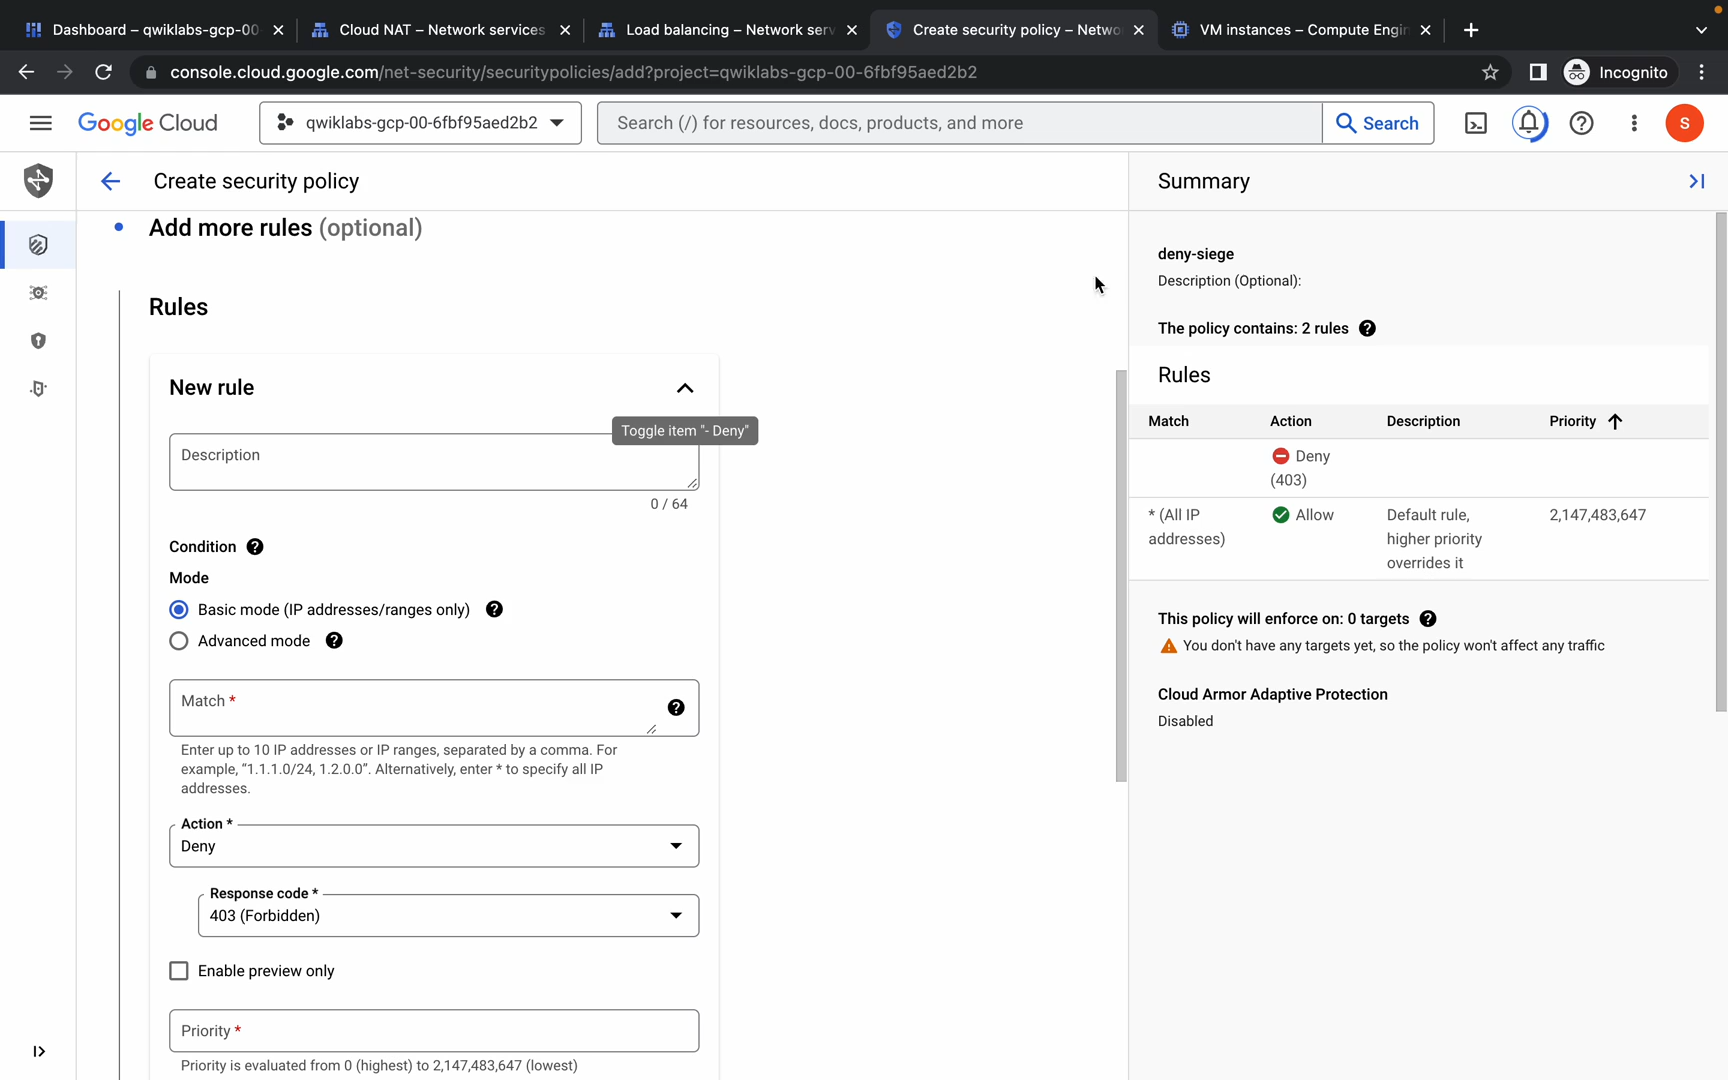 Dashboard – qwiklabs-gcp-00
Cloud NAT – Network services
Load balancing – Network serv
Create security policy – Netwo
VM instances – Compute Engin
console.cloud.google.com/net-security/securitypolicies/add?project=qwiklabs-gcp-00-6fbf95aed2b2
Incognito
Google Cloud
qwiklabs-gcp-00-6fbf95aed2b2
Search (/) for resources, docs, products, and more
Search
S
Create security policy
Add more rules (optional)
Rules
New rule
Toggle item "- Deny"
Description
0 / 64
Condition
Mode
Basic mode (IP addresses/ranges only)
Advanced mode
Match *
Enter up to 10 IP addresses or IP ranges, separated by a comma. For
example, “1.1.1.0/24, 1.2.0.0”. Alternatively, enter * to specify all IP
addresses.
Action *
Deny
Response code *
403 (Forbidden)
Enable preview only
Priority *
Priority is evaluated from 0 (highest) to 2,147,483,647 (lowest)
Summary
deny-siege
Description (Optional):
The policy contains: 2 rules
Rules
Match Action Description Priority
Deny
(403)
* (All IP Allow Default rule, 2,147,483,647
addresses) higher priority
overrides it
This policy will enforce on: 0 targets
You don't have any targets yet, so the policy won't affect any traffic
Cloud Armor Adaptive Protection
Disabled